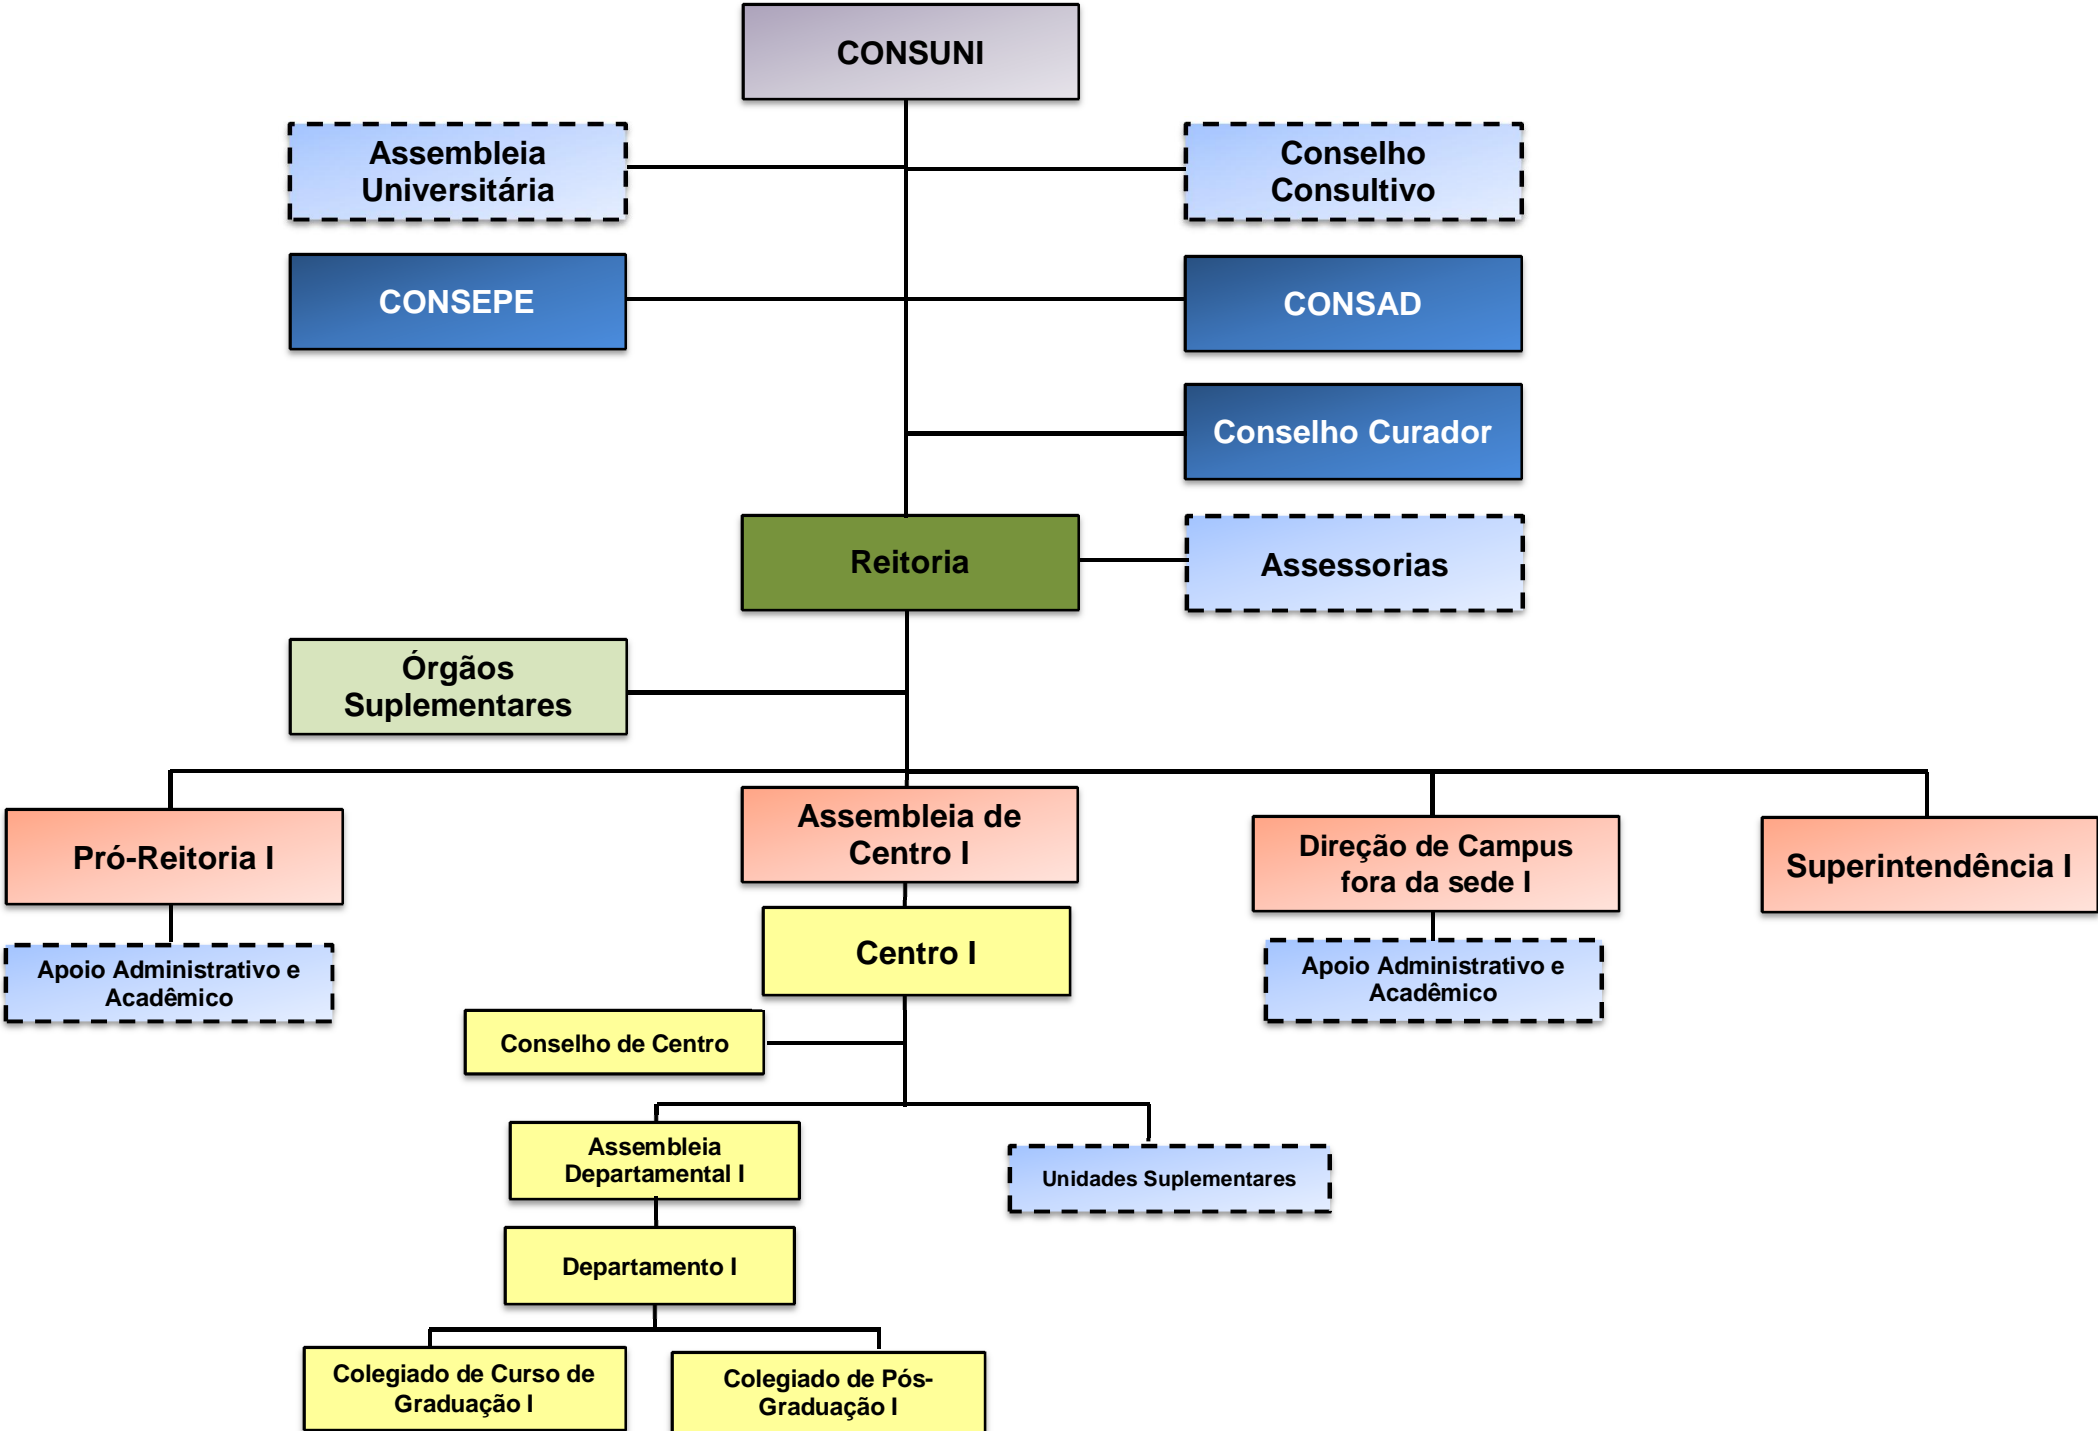 CONSUNI
Assembleia
Universitária
Conselho
Consultivo
CONSEPE
CONSAD
Conselho Curador
Reitoria
Assessorias
Órgãos
Suplementares
Pró-Reitoria I
Assembleia de
Centro I
Direção de Campus
fora da sede I
Superintendência I
Apoio Administrativo e
Acadêmico
Centro I
Apoio Administrativo e
Acadêmico
Conselho de Centro
Assembleia
Departamental I
Unidades Suplementares
Departamento I
Colegiado de Curso de
Graduação I
Colegiado de Pós-
Graduação I